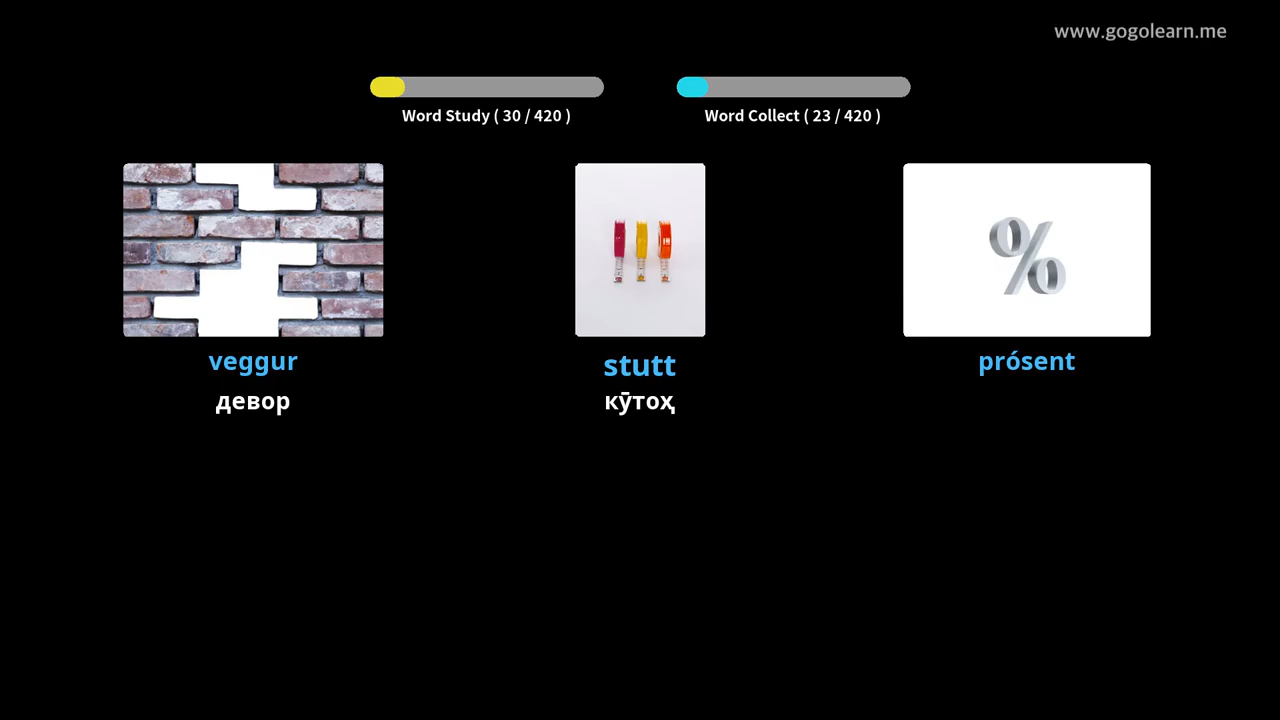 www.gogolearn.me
Word Study ( 30 / 420 )
Word Collect ( 23 / 420 )
veggur
stutt
prósent
девор
кӯтоҳ
%